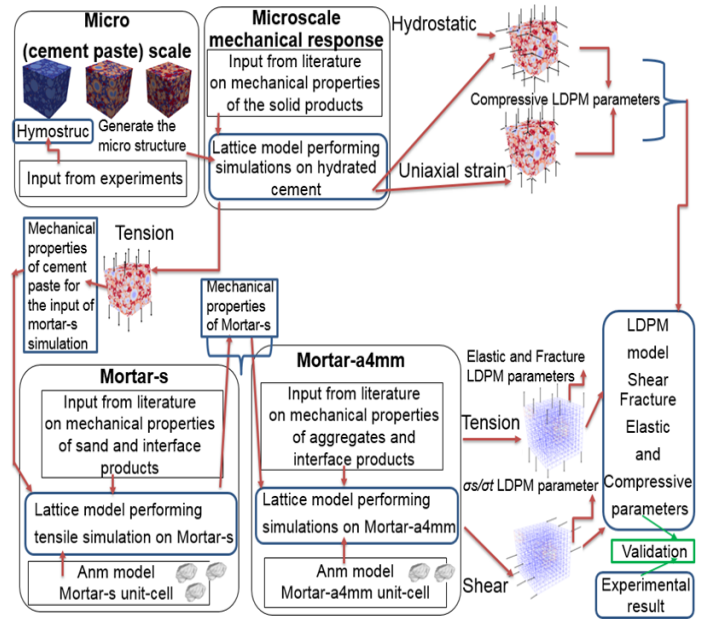 Micro
(cement paste) scale
Hymostruc
Generate the
micro structure
Input from experiments
Microscale
mechanical response
Input from literature
on mechanical properties
of the solid products
Lattice model performing
simulations on hydrated
cement
Hydrostatic
Compressive LDPM parameters
Uniaxial strain
Mechanical
properties
of cement
paste for
the input of
mortar-s
simulation
Tension
Mechanical
properties
of Mortar-s
Mortar-s
Input from literature
on mechanical properties
of sand and interface
products
Lattice model performing
tensile simulation on Mortar-s
Anm model
Mortar-s unit-cell
Mortar-a4mm
Input from literature
on mechanical properties
of aggregates and
interface products
Lattice model performing
simulations on Mortar-a4mm
Anm model
Mortar-a4mm unit-cell
Elastic and Fracture
LDPM parameters
Tension
σs/σt LDPM parameter
Shear
LDPM
model
Shear
Fracture
Elastic
and
Compressive
parameters
Validation
Experimental
result